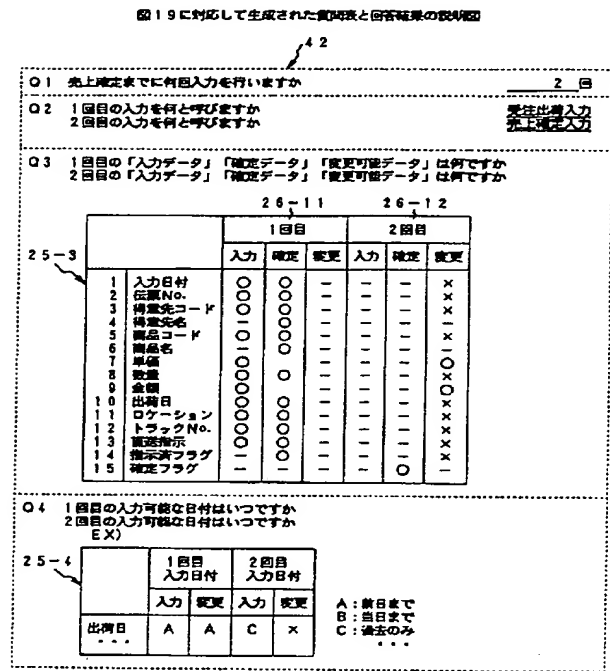 図19に対応して生成された質問表と回答結果の説明図
42
Q1 売上確定までに何回入力を行いますか 2 回
Q2 1回目の入力を何と呼びますか 受注出荷入力
2回目の入力を何と呼びますか 売上確定入力
Q3 1回目の「入力データ」「確定データ」「変更可能データ」は何ですか
2回目の「入力データ」「確定データ」「変更可能データ」は何ですか
26-11 26-12
25-3
1回目 2回目
入力 確定 変更 入力 確定 変更
1 入力日付 ○ ○ − − − ×
2 伝票No. ○ ○ − − − ×
3 得意先コード ○ ○ − − − ×
4 得意先名 − ○ − − − −
5 商品コード ○ ○ − − − ×
6 商品名 − ○ − − − −
7 単価 ○ − − − ○
8 数量 ○ ○ − − − ×
9 金額 ○ − − − ○
10 出荷日 ○ ○ − − − ×
11 ロケーション ○ ○ − − − ×
12 トラックNo. ○ ○ − − − ×
13 直送指示 ○ ○ − − − ×
14 指示済フラグ − ○ − − − ×
15 確定フラグ − − − − ○ −
Q4 1回目の入力可能な日付はいつですか
2回目の入力可能な日付はいつですか
EX)
25-4
1回目 2回目
入力日付 入力日付
入力 変更 入力 変更
出荷日 A A C ×
・・・
A:前日まで
B:当日まで
C:過去のみ
・・・